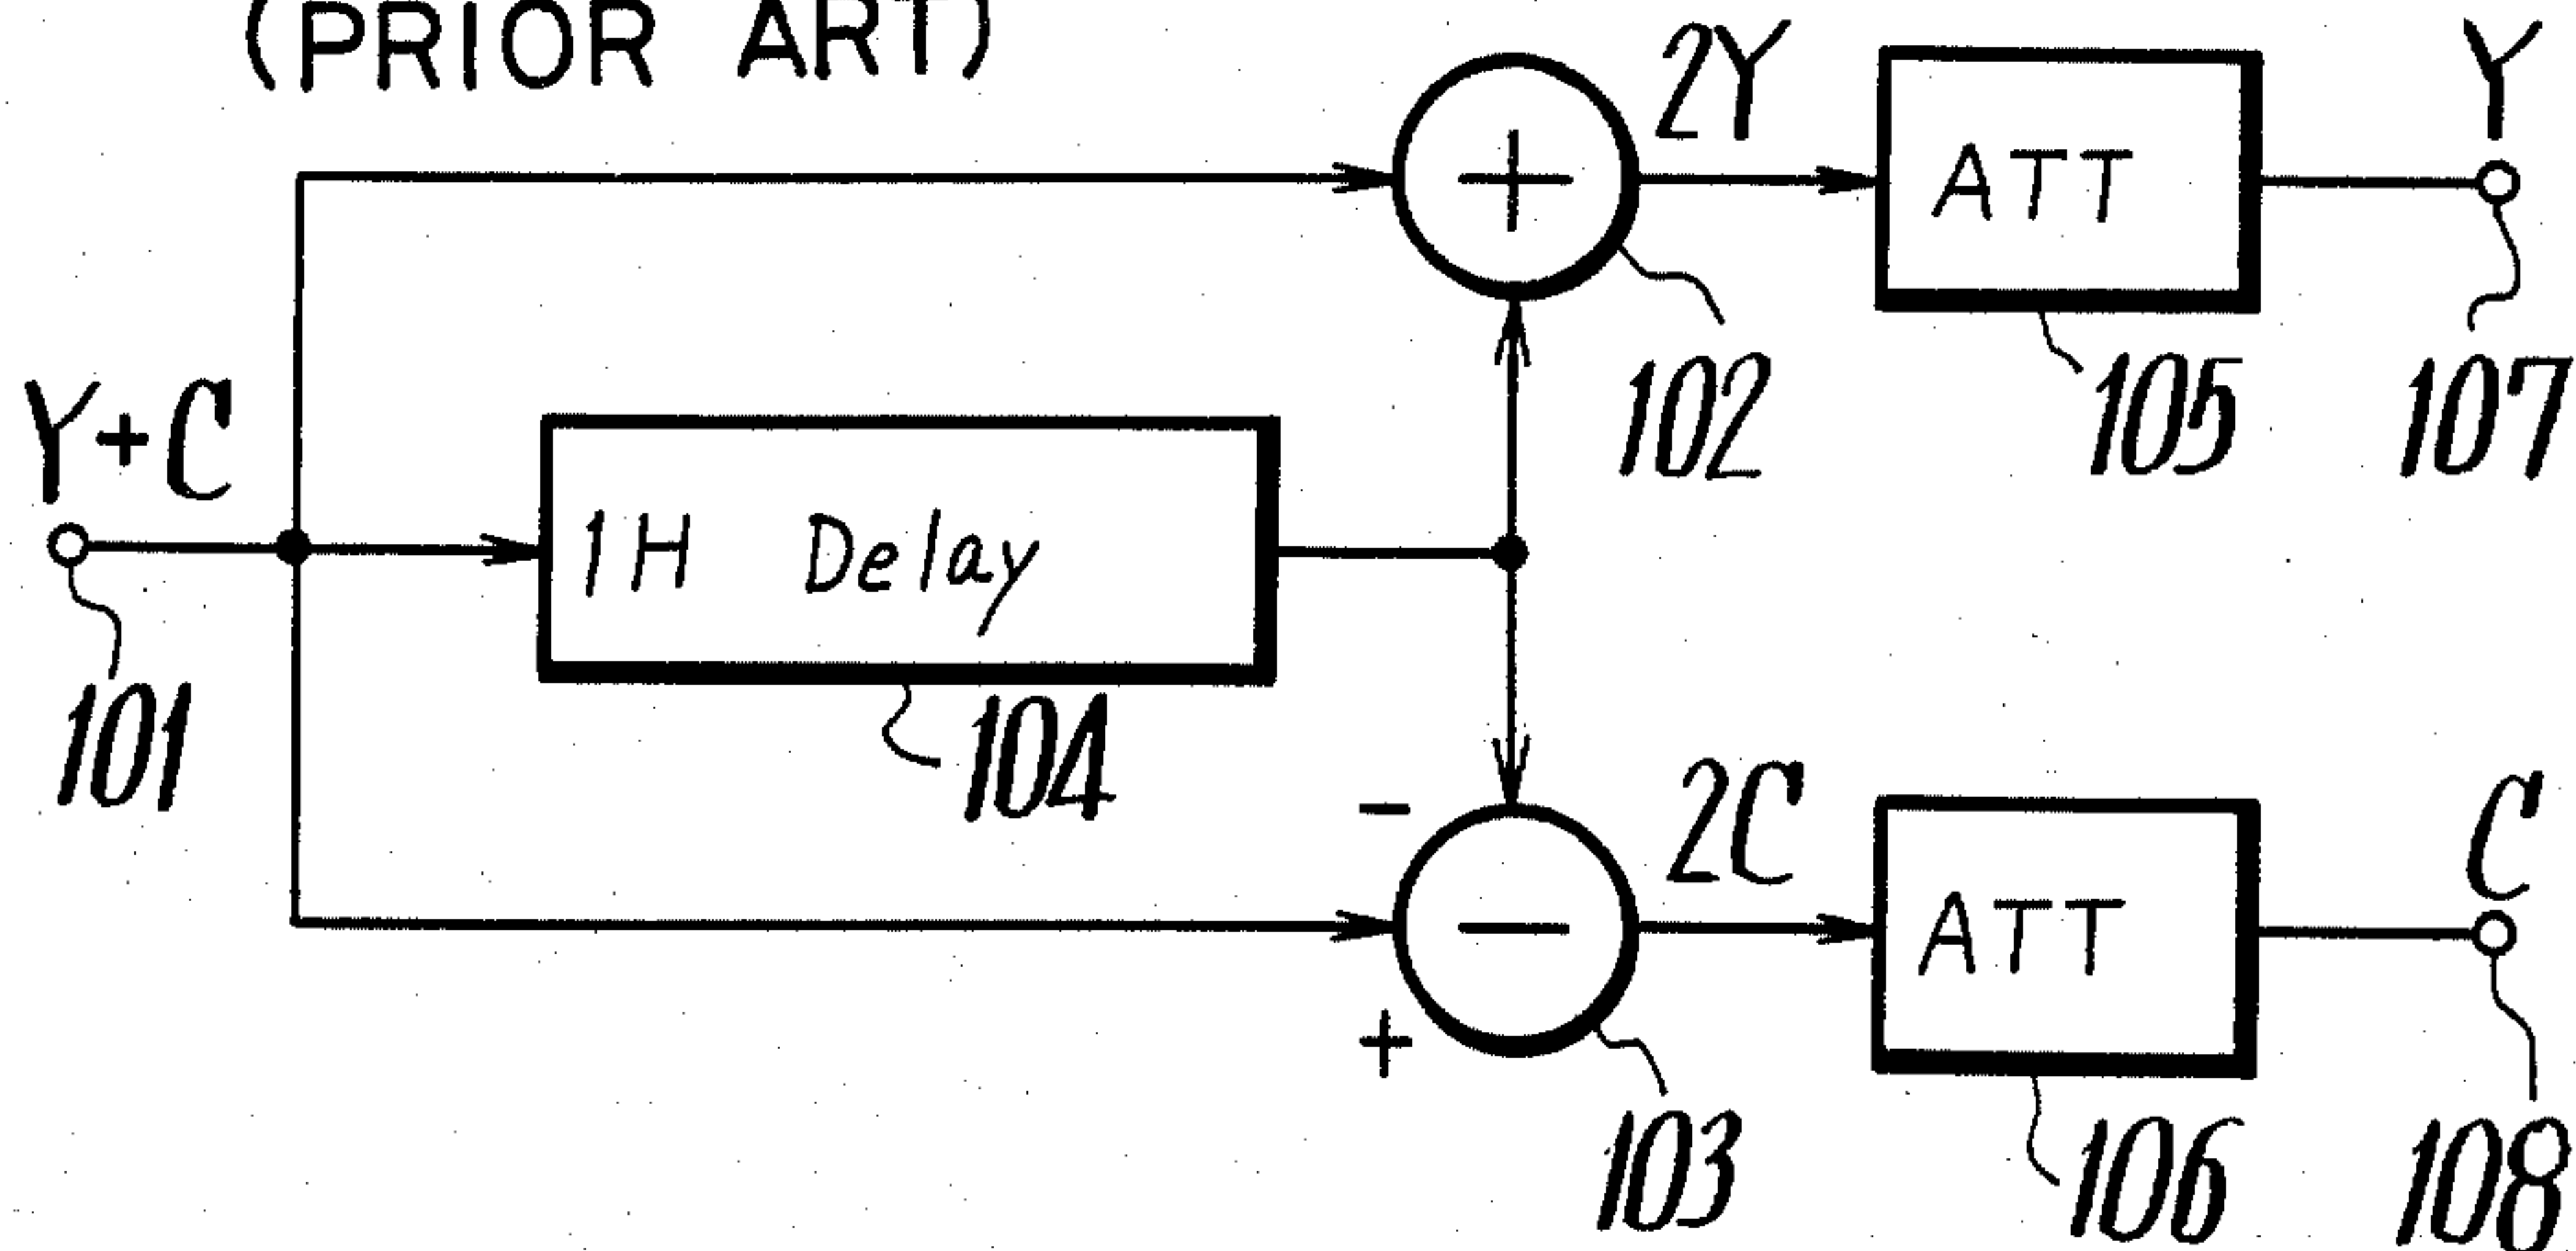 (PRIOR ART)
2Y
Y
+
ATT
Y+C
102
105
107
1H Delay
101
104
-
2C
C
-
ATT
+
103
106
108